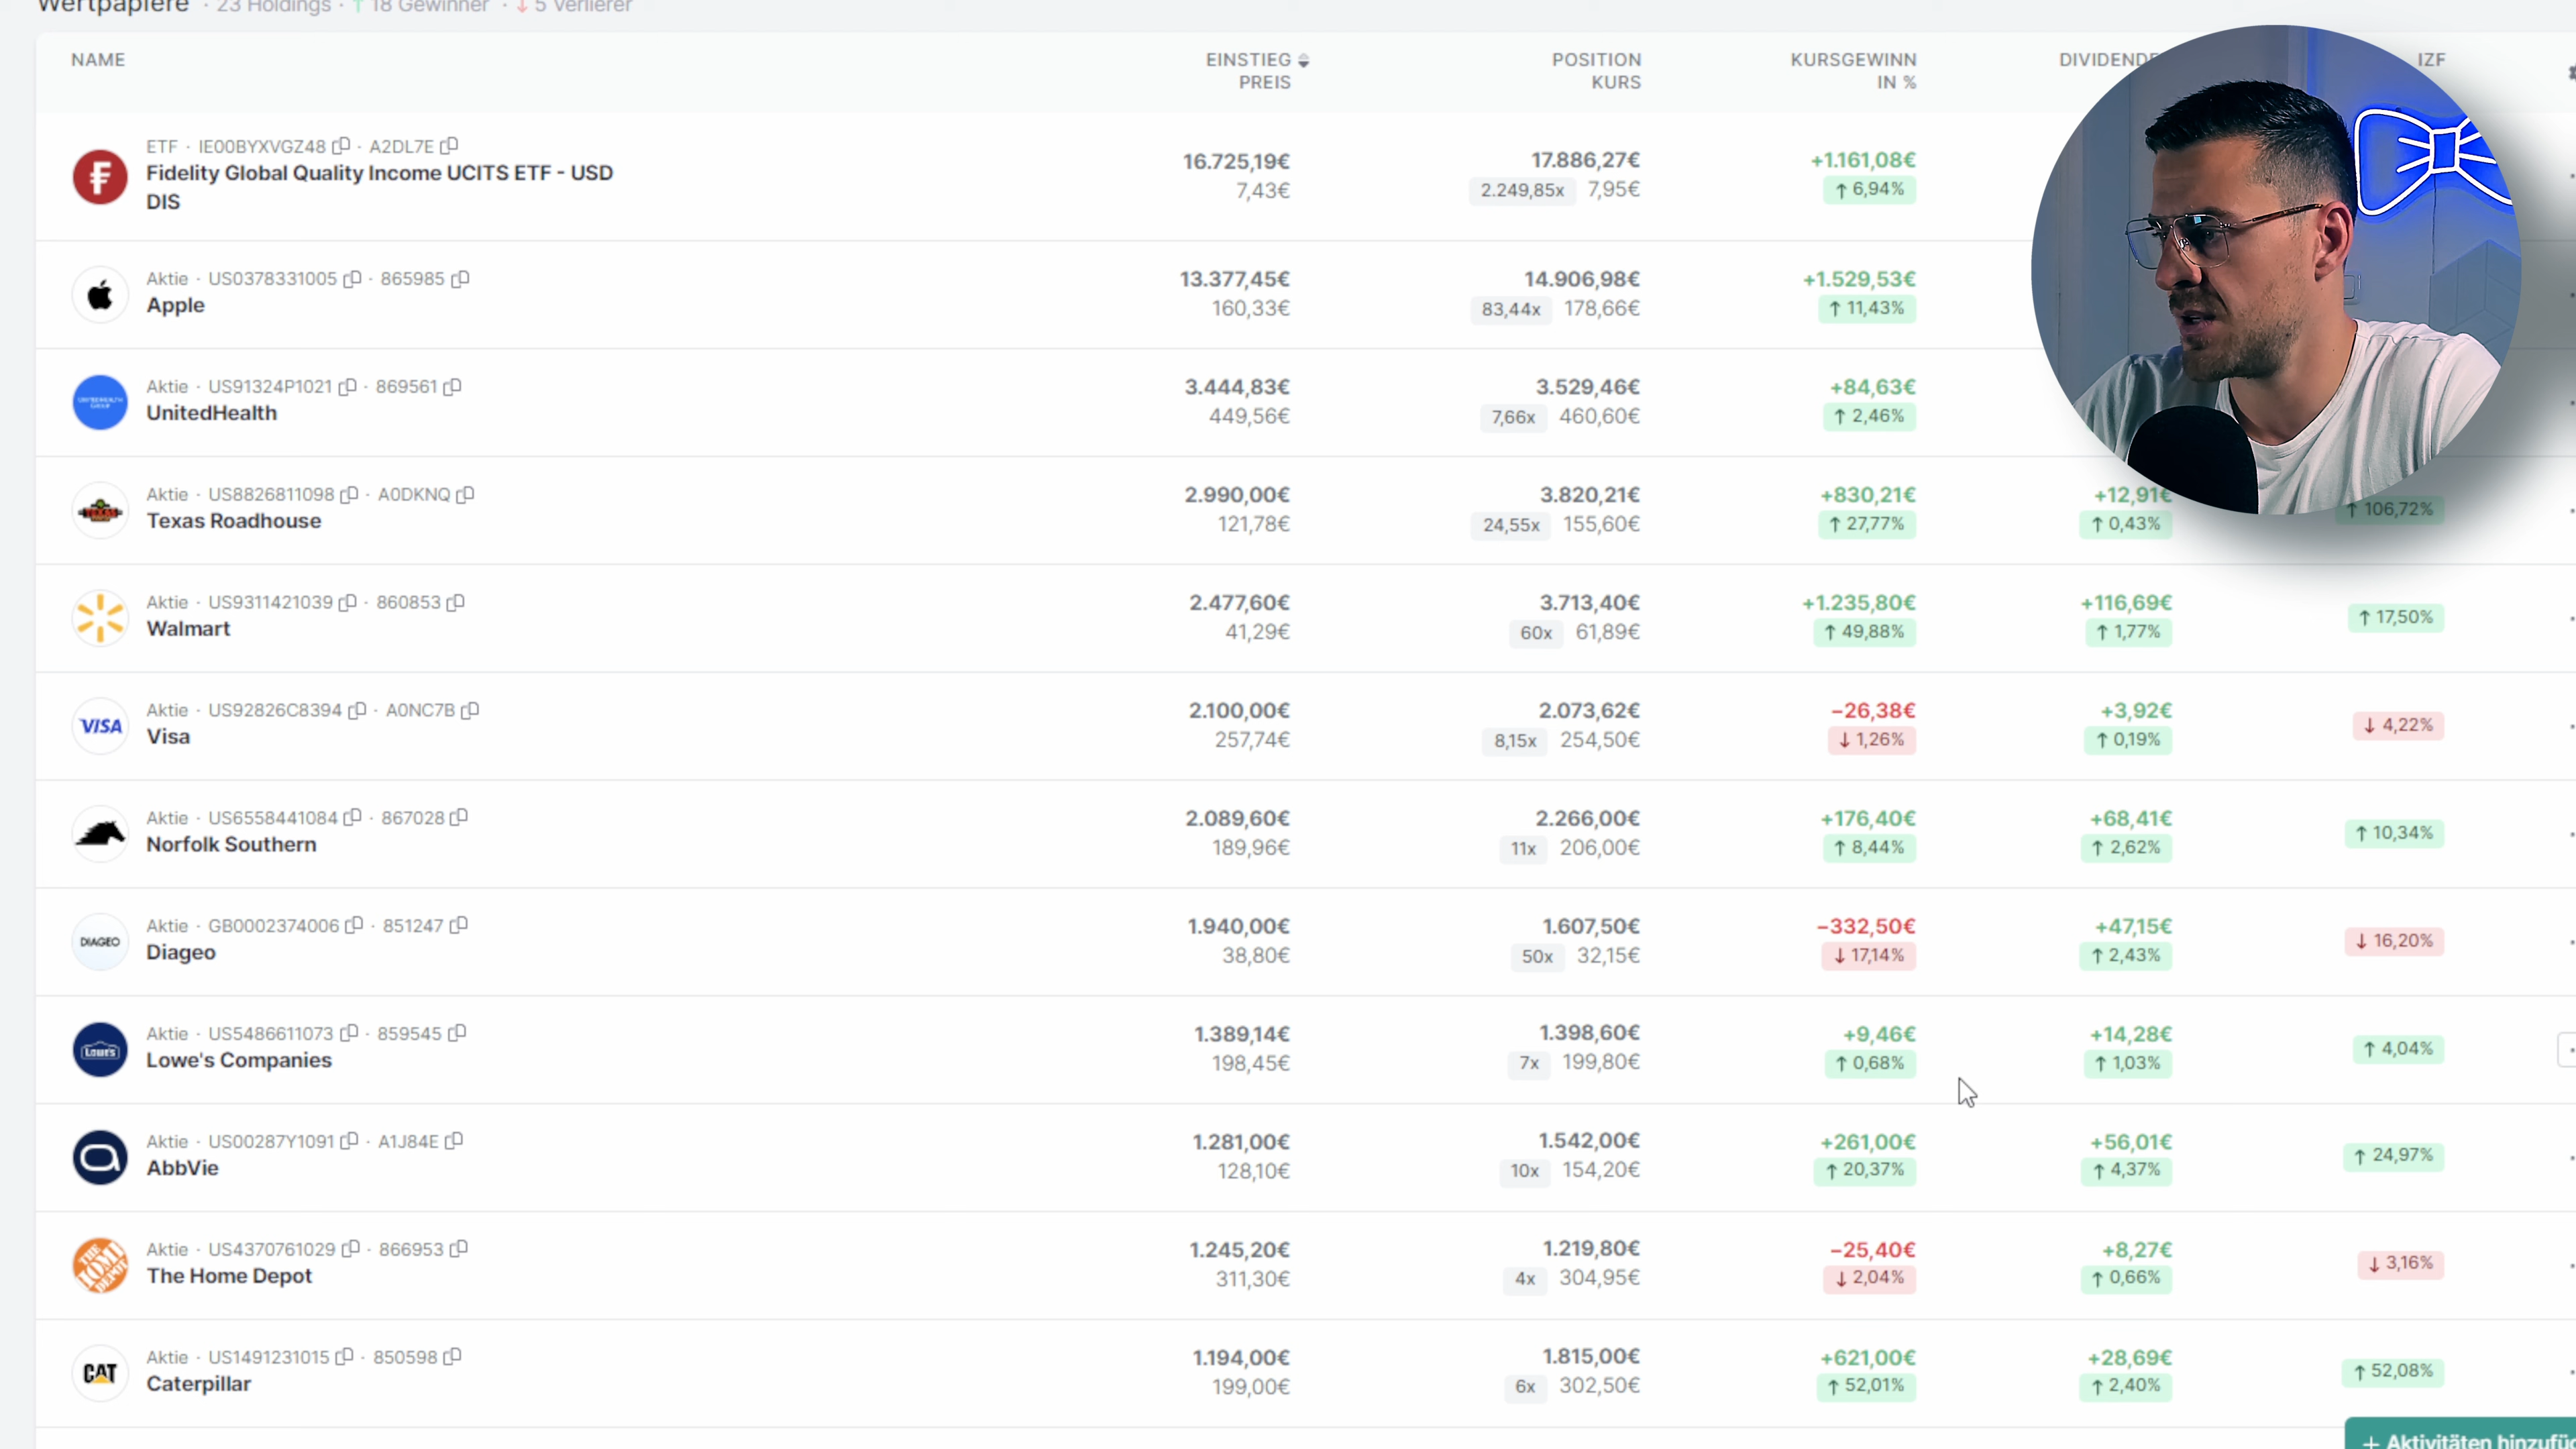 Wertpapiere · 23 Holdings · ↑ 18 Gewinner · ↓ 5 Verlierer
NAME EINSTIEG POSITION KURSGEWINN DIVIDENDE IZF
PREIS KURS IN %
ETF · IE00BYXVGZ48 · A2DL7E
Fidelity Global Quality Income UCITS ETF - USD
DIS
16.725,19€ 17.886,27€ +1.161,08€
7,43€ 2.249,85x 7,95€ ↑ 6,94%
Aktie · US0378331005 · 865985
Apple
13.377,45€ 14.906,98€ +1.529,53€
160,33€ 83,44x 178,66€ ↑ 11,43%
UNITEDHEALTH
GROUP
Aktie · US91324P1021 · 869561
UnitedHealth
3.444,83€ 3.529,46€ +84,63€
449,56€ 7,66x 460,60€ ↑ 2,46%
TEXAS
Aktie · US8826811098 · A0DKNQ
Texas Roadhouse
2.990,00€ 3.820,21€ +830,21€ +12,91€
121,78€ 24,55x 155,60€ ↑ 27,77% ↑ 0,43%
↑ 106,72%
Aktie · US9311421039 · 860853
Walmart
2.477,60€ 3.713,40€ +1.235,80€ +116,69€
41,29€ 60x 61,89€ ↑ 49,88% ↑ 1,77%
↑ 17,50%
VISA
Aktie · US92826C8394 · A0NC7B
Visa
2.100,00€ 2.073,62€ −26,38€ +3,92€
257,74€ 8,15x 254,50€ ↓ 1,26% ↑ 0,19%
↓ 4,22%
Aktie · US6558441084 · 867028
Norfolk Southern
2.089,60€ 2.266,00€ +176,40€ +68,41€
189,96€ 11x 206,00€ ↑ 8,44% ↑ 2,62%
↑ 10,34%
DIAGEO
Aktie · GB0002374006 · 851247
Diageo
1.940,00€ 1.607,50€ −332,50€ +47,15€
38,80€ 50x 32,15€ ↓ 17,14% ↑ 2,43%
↓ 16,20%
LOWE'S
Aktie · US5486611073 · 859545
Lowe's Companies
1.389,14€ 1.398,60€ +9,46€ +14,28€
198,45€ 7x 199,80€ ↑ 0,68% ↑ 1,03%
↑ 4,04%
Aktie · US00287Y1091 · A1J84E
AbbVie
1.281,00€ 1.542,00€ +261,00€ +56,01€
128,10€ 10x 154,20€ ↑ 20,37% ↑ 4,37%
↑ 24,97%
THE HOME DEPOT
Aktie · US4370761029 · 866953
The Home Depot
1.245,20€ 1.219,80€ −25,40€ +8,27€
311,30€ 4x 304,95€ ↓ 2,04% ↑ 0,66%
↓ 3,16%
CAT
Aktie · US1491231015 · 850598
Caterpillar
1.194,00€ 1.815,00€ +621,00€ +28,69€
199,00€ 6x 302,50€ ↑ 52,01% ↑ 2,40%
↑ 52,08%
+ Aktivitäten hinzufü